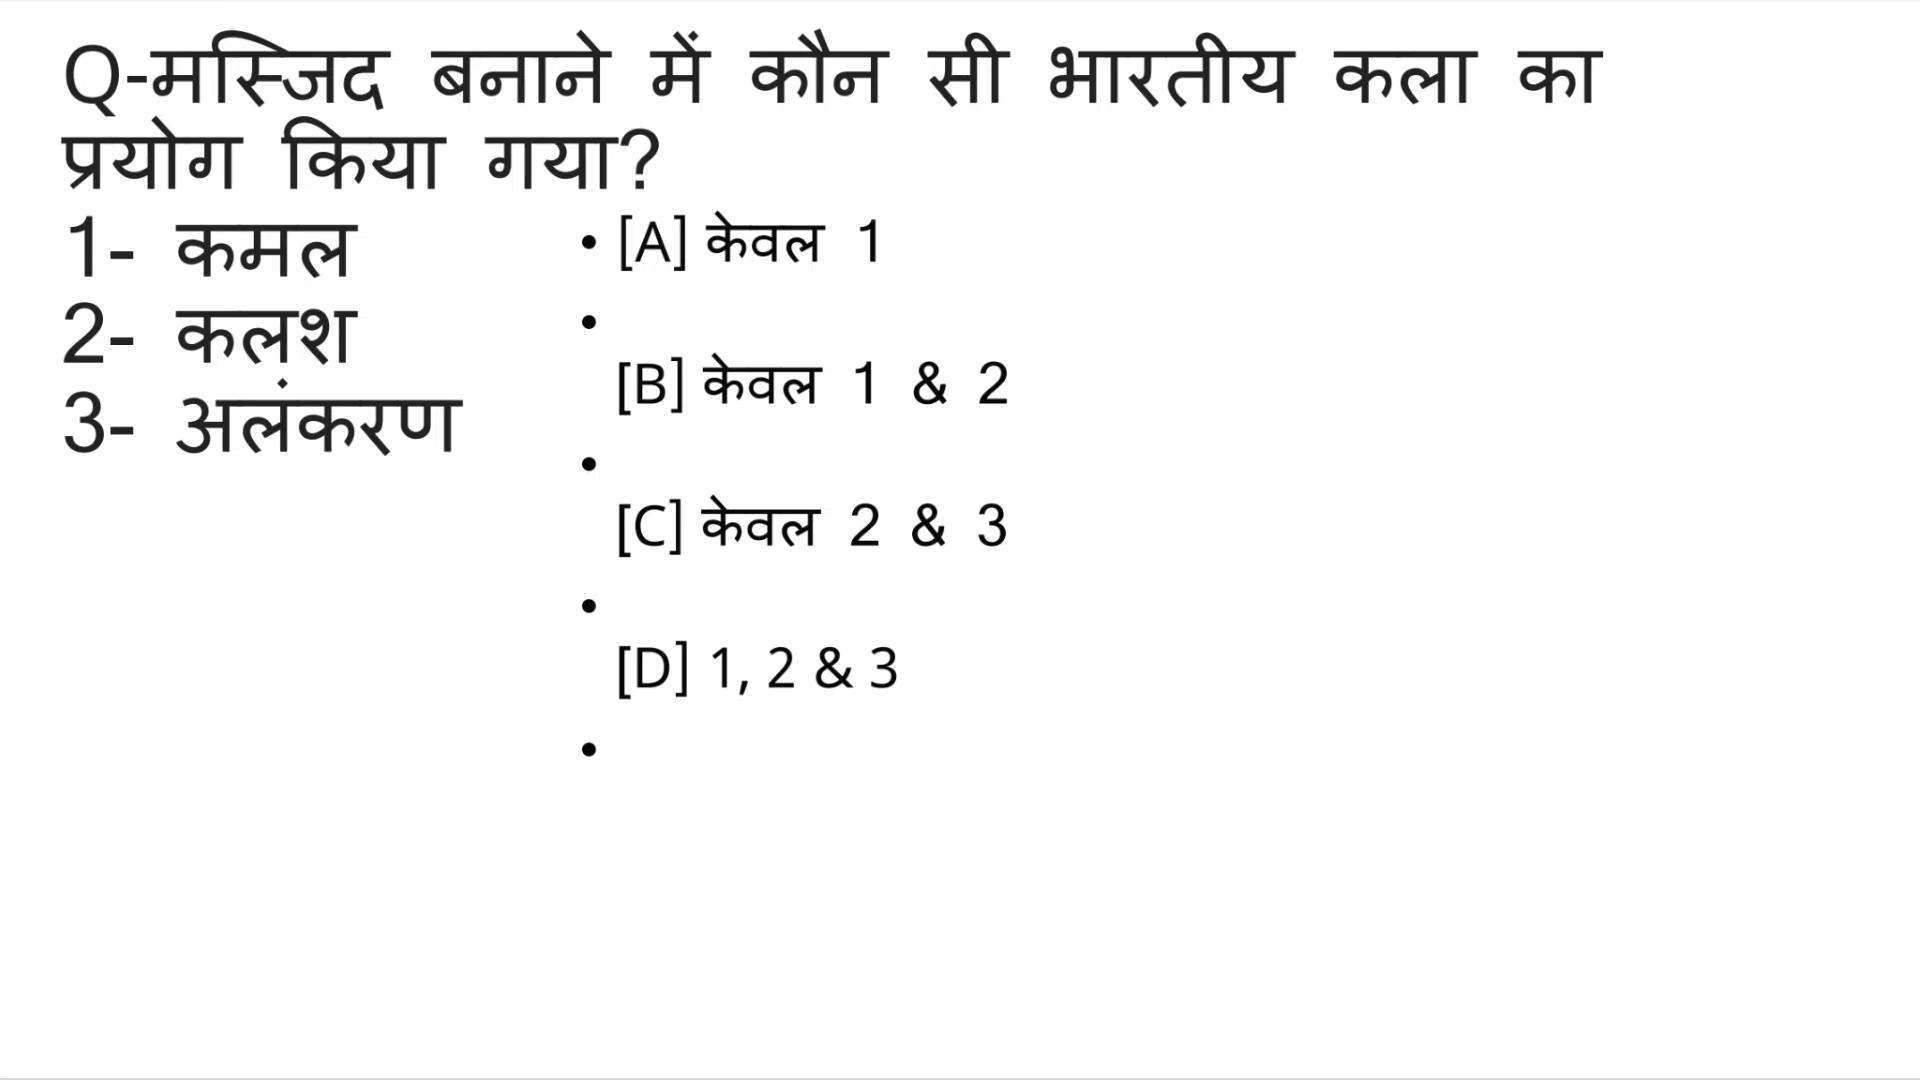 Q-मस्जिद बनाने में कौन सी भारतीय कला का
प्रयोग किया गया?
1- कमल
2- कलश
3- अलंकरण
• [A] केवल 1
•
[B] केवल 1 & 2
•
[C] केवल 2 & 3
•
[D] 1, 2 & 3
•